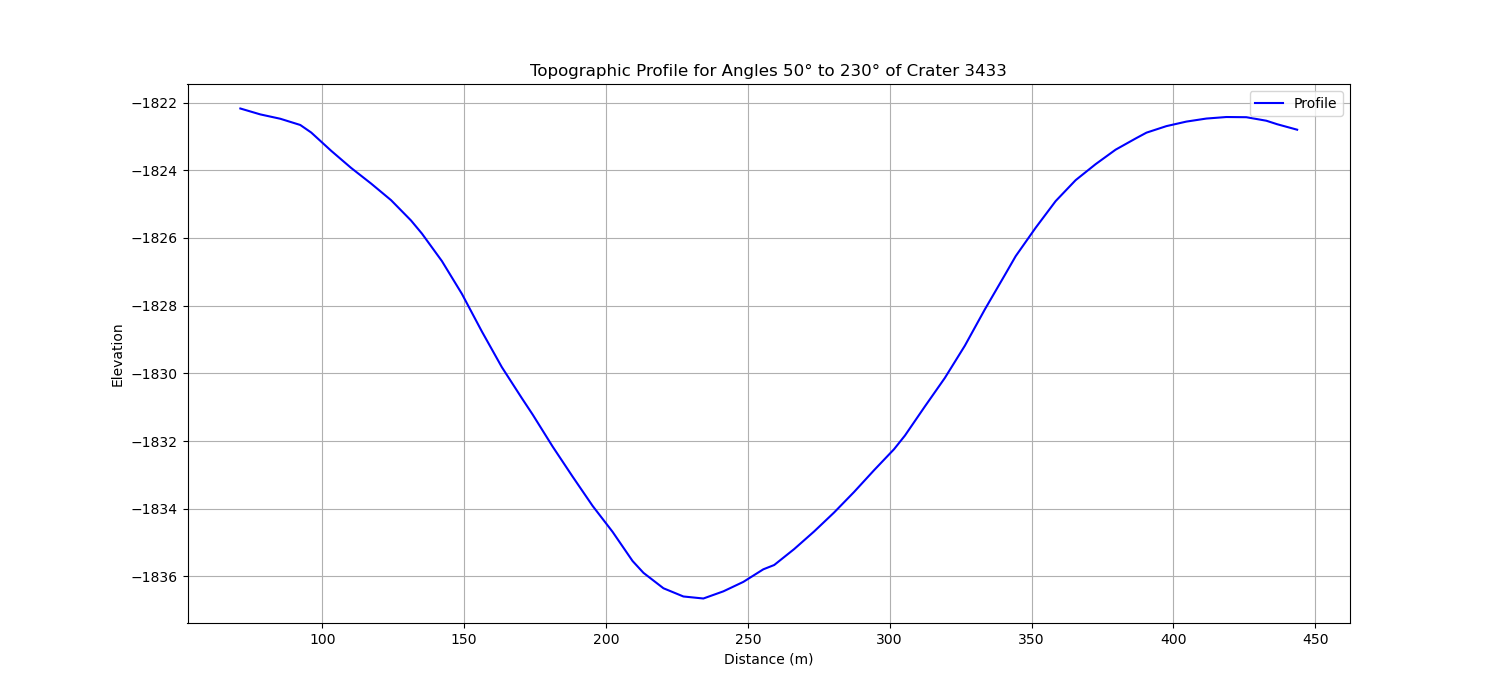 Topographic Profile for Angles 50° to 230° of Crater 3433
Profile
−1822
−1824
−1826
−1828
−1830
−1832
−1834
−1836
Elevation
100 150 200 250 300 350 400 450
Distance (m)